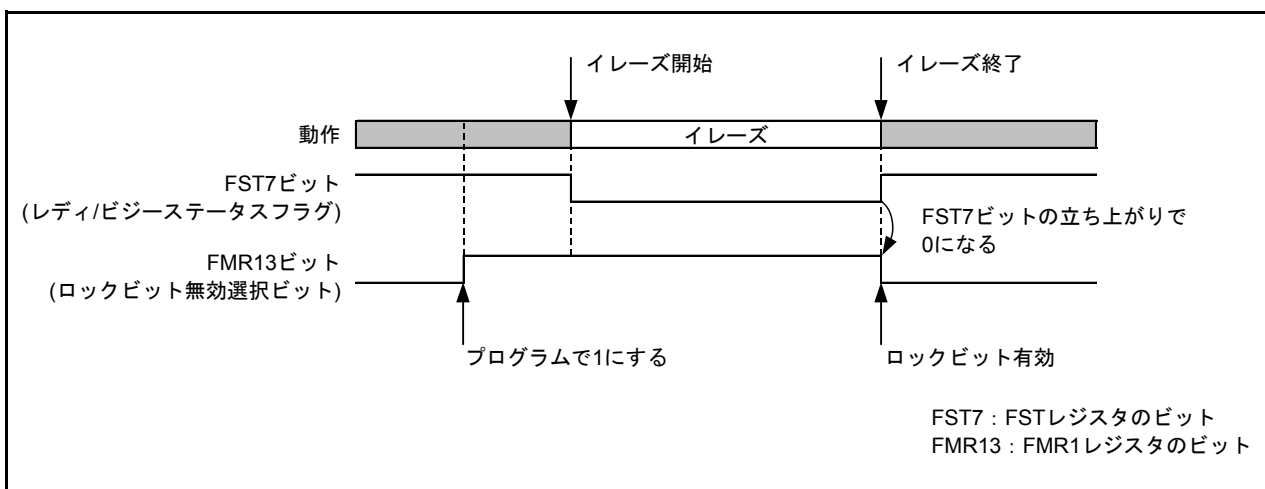 イレーズ開始
イレーズ終了
動作
イレーズ
FST7ビット
(レディ/ビジーステータスフラグ)
FST7ビットの立ち上がりで
0になる
FMR13ビット
(ロックビット無効選択ビット)
プログラムで1にする
ロックビット有効
FST7：FSTレジスタのビット
FMR13：FMR1レジスタのビット